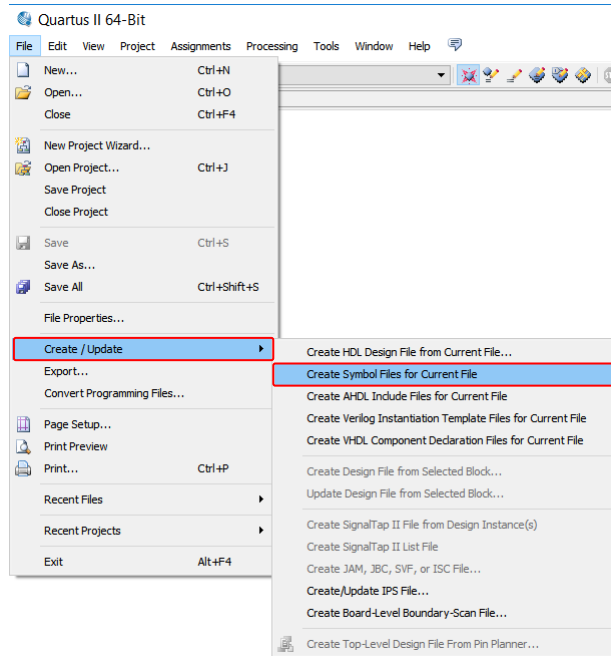 Quartus II 64-Bit
File Edit View Project Assignments Processing Tools Window Help
New... Ctrl+N
Open... Ctrl+O
Close Ctrl+F4
New Project Wizard...
Open Project... Ctrl+J
Save Project
Close Project
Save Ctrl+S
Save As...
Save All Ctrl+Shift+S
File Properties...
Create / Update
Export...
Convert Programming Files...
Page Setup...
Print Preview
Print... Ctrl+P
Recent Files
Recent Projects
Exit Alt+F4
Create HDL Design File from Current File...
Create Symbol Files for Current File
Create AHDL Include Files for Current File
Create Verilog Instantiation Template Files for Current File
Create VHDL Component Declaration Files for Current File
Create Design File from Selected Block...
Update Design File from Selected Block...
Create SignalTap II File from Design Instance(s)
Create SignalTap II List File
Create JAM, JBC, SVF, or ISC File...
Create/Update IPS File...
Create Board-Level Boundary-Scan File...
Create Top-Level Design File From Pin Planner...